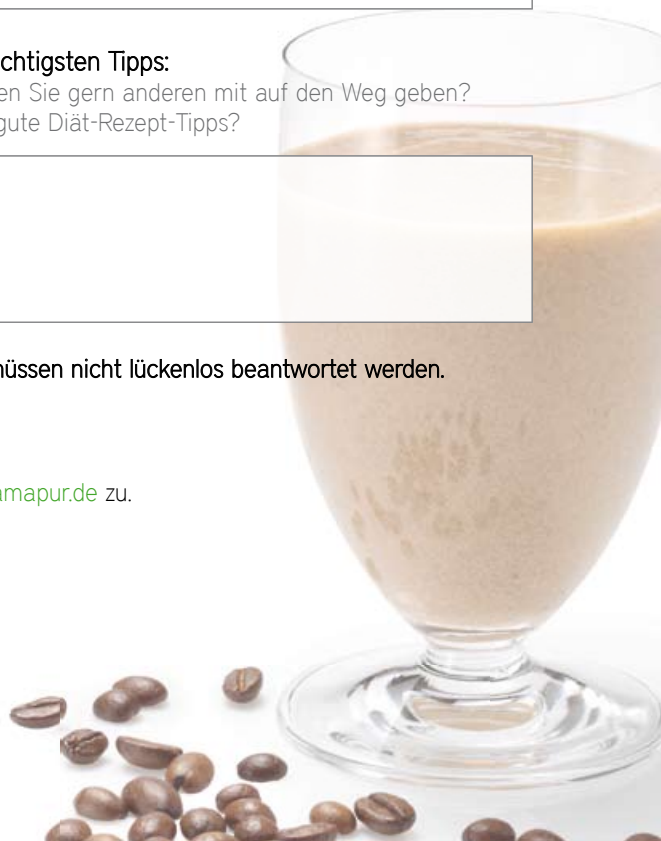 chtigsten Tipps:
en Sie gern anderen mit auf den Weg geben?
gute Diät-Rezept-Tipps?
müssen nicht lückenlos beantwortet werden.
amapur.de zu.